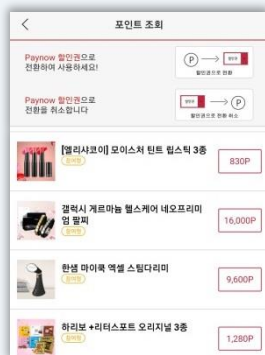 포인트 조회
Paynow 할인권으로
전환하여 사용하세요!
P
할인권으로 전환
Paynow 할인권으로
전환을 취소합니다
P
할인권으로 전환 취소
[엘리샤코이] 모이스처 틴트 립스틱 3종
830P
갤럭시 게르마늄 헬스케어 네오프리미
엄 팔찌
16,000P
한샘 마이쿡 엑셀 스팀다리미
9,600P
하리보 +리터스포트 오리지널 3종
1,280P